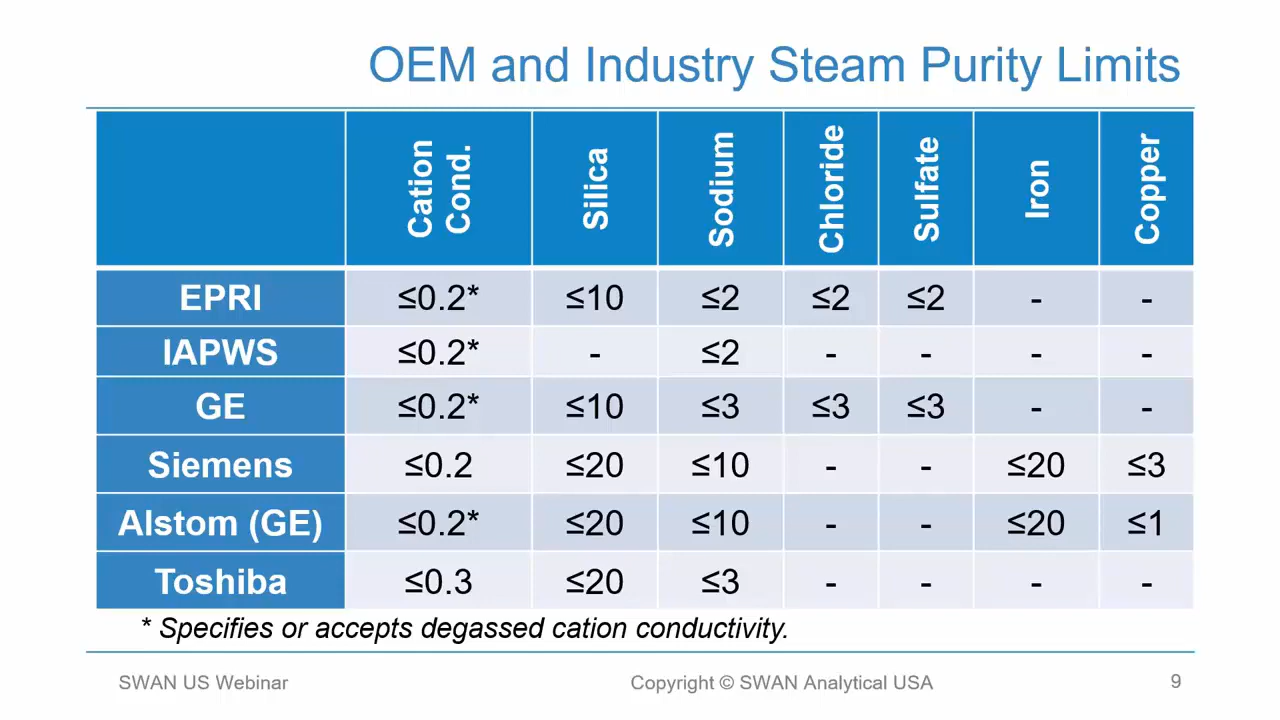 OEM and Industry Steam Purity Limits
Cation Cond. Silica Sodium Chloride Sulfate Iron Copper
EPRI ≤0.2* ≤10 ≤2 ≤2 ≤2 - -
IAPWS ≤0.2* - ≤2 - - - -
GE ≤0.2* ≤10 ≤3 ≤3 ≤3 - -
Siemens ≤0.2 ≤20 ≤10 - - ≤20 ≤3
Alstom (GE) ≤0.2* ≤20 ≤10 - - ≤20 ≤1
Toshiba ≤0.3 ≤20 ≤3 - - - -
* Specifies or accepts degassed cation conductivity.
SWAN US Webinar Copyright © SWAN Analytical USA 9